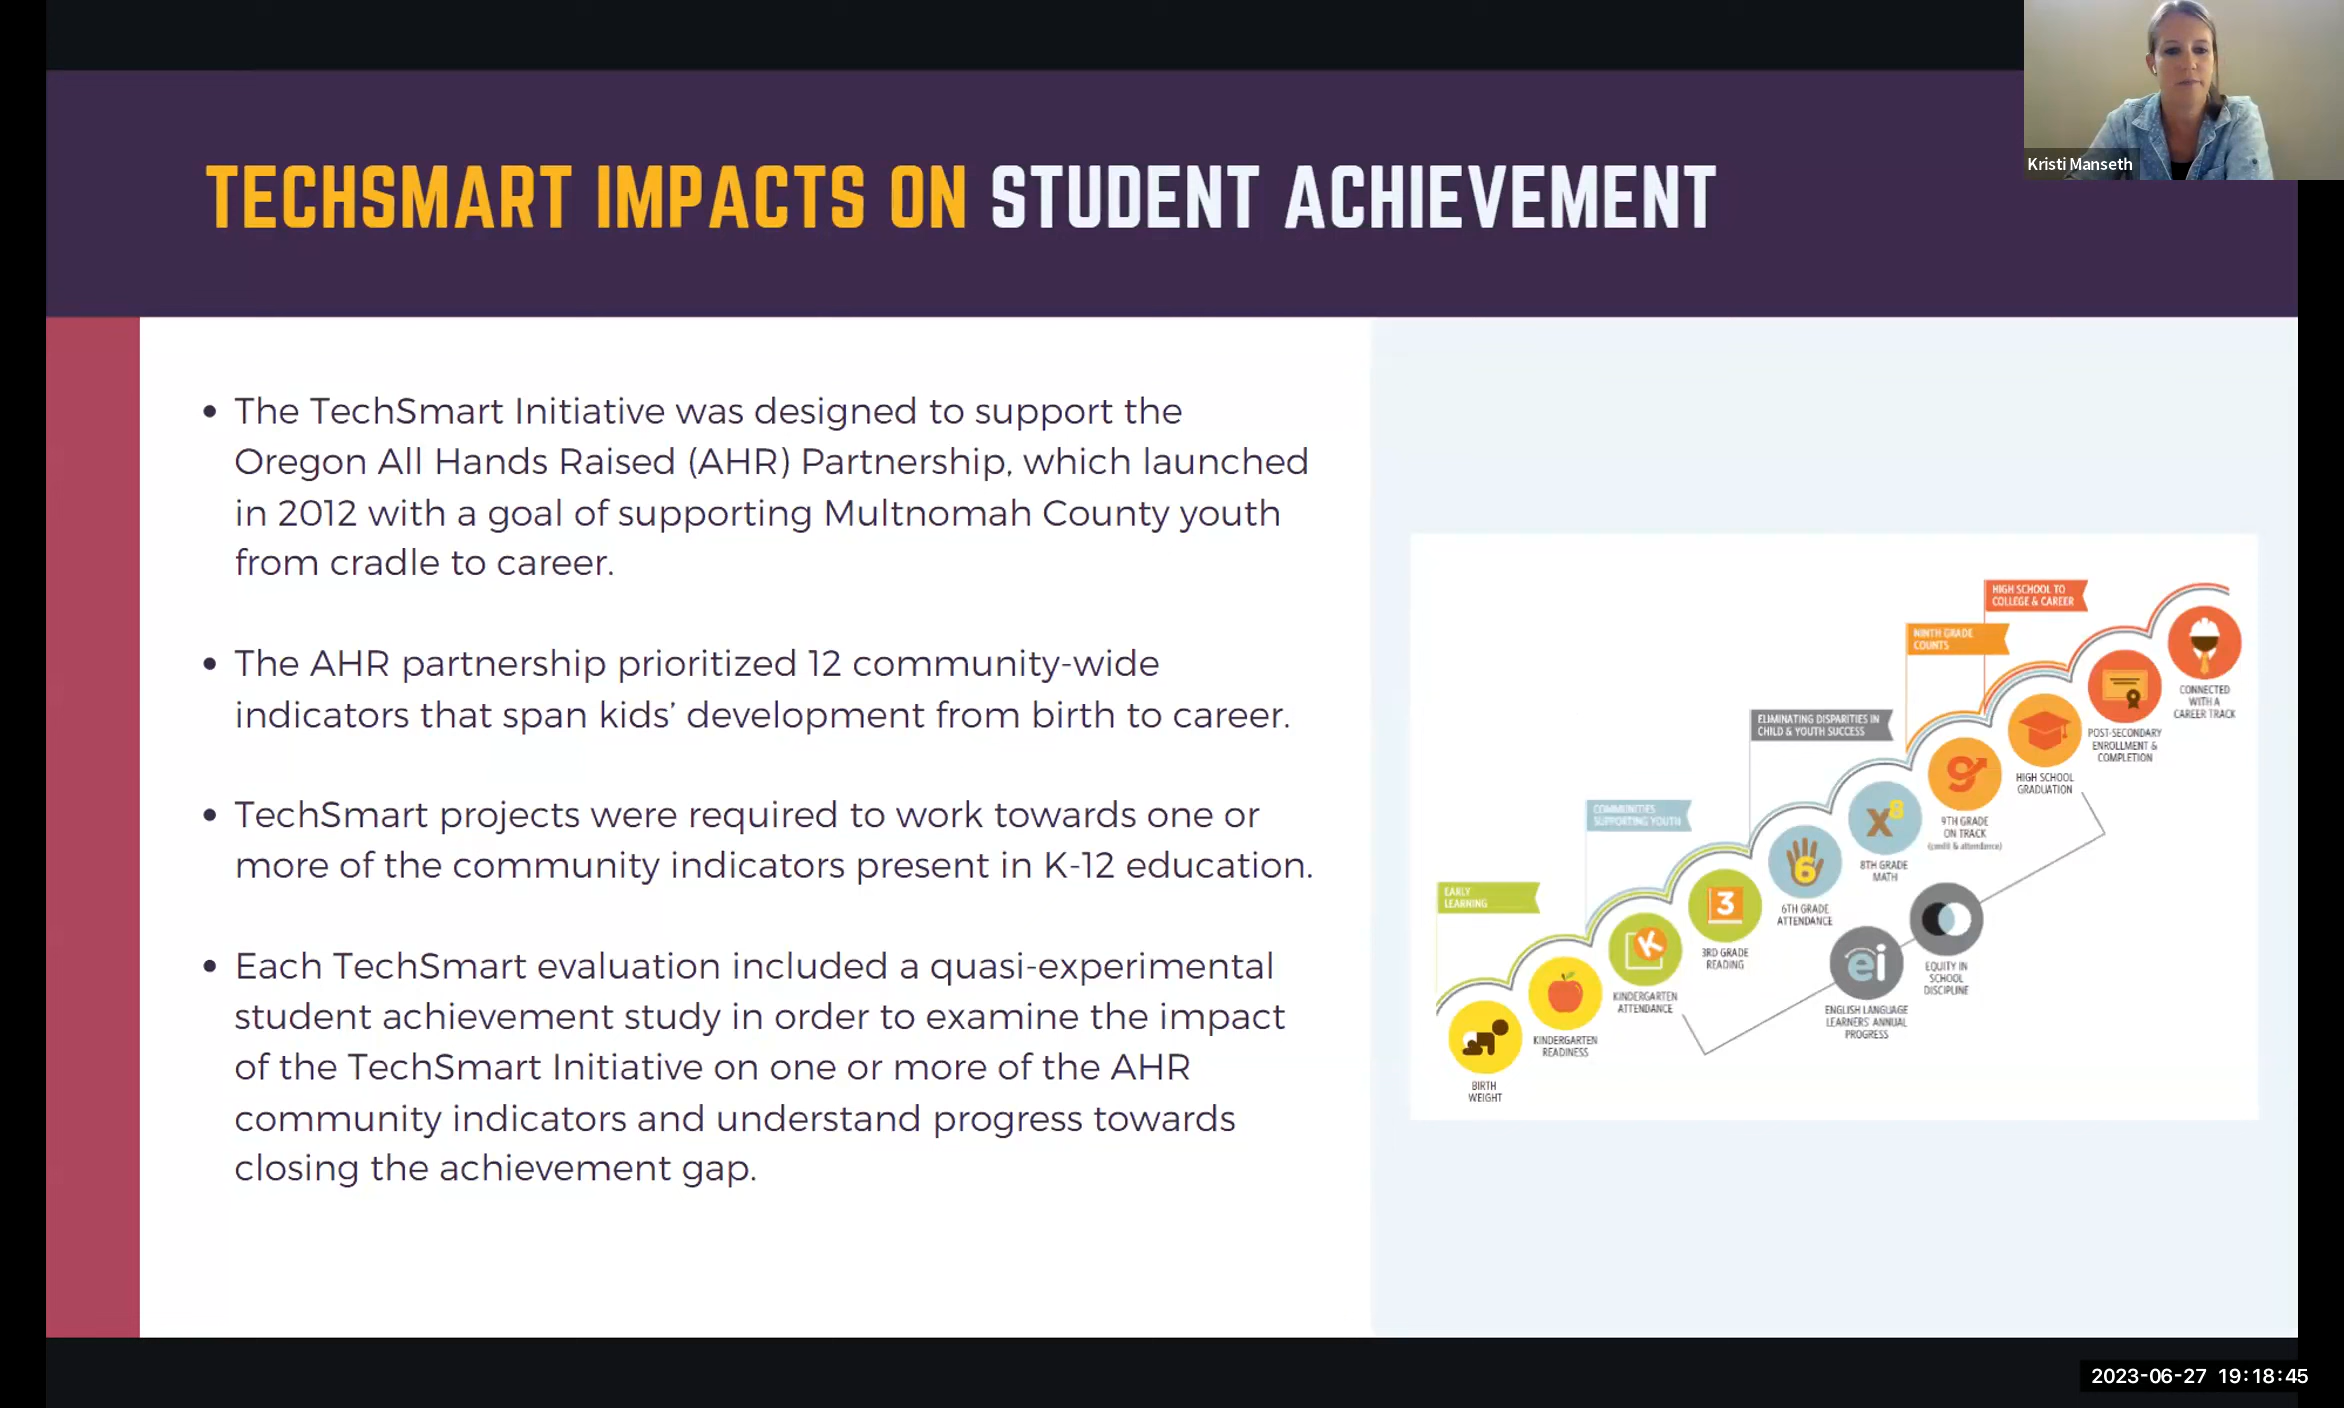 Kristi Manseth
TECHSMART IMPACTS ON STUDENT ACHIEVEMENT
• The TechSmart Initiative was designed to support the
Oregon All Hands Raised (AHR) Partnership, which launched
in 2012 with a goal of supporting Multnomah County youth
from cradle to career.
• The AHR partnership prioritized 12 community-wide
indicators that span kids' development from birth to career.
• TechSmart projects were required to work towards one or
more of the community indicators present in K-12 education.
• Each TechSmart evaluation included a quasi-experimental
student achievement study in order to examine the impact
of the TechSmart Initiative on one or more of the AHR
community indicators and understand progress towards
closing the achievement gap.
EARLY
LEARNING
COMMUNITIES
SUPPORTING YOUTH
ELIMINATING DISPARITIES IN
CHILD & YOUTH SUCCESS
NINTH GRADE
COUNTS
HIGH SCHOOL TO
COLLEGE & CAREER
BIRTH
WEIGHT
KINDERGARTEN
READINESS
K
KINDERGARTEN
ATTENDANCE
3
3RD GRADE
READING
6
6TH GRADE
ATTENDANCE
x8
8TH GRADE
MATH
9
9TH GRADE
ON TRACK
(credit & attendance)
HIGH SCHOOL
GRADUATION
POST-SECONDARY
ENROLLMENT &
COMPLETION
CONNECTED
WITH A
CAREER TRACK
ei
ENGLISH LANGUAGE
LEARNERS' ANNUAL
PROGRESS
EQUITY IN
SCHOOL
DISCIPLINE
2023-06-27 19:18:45